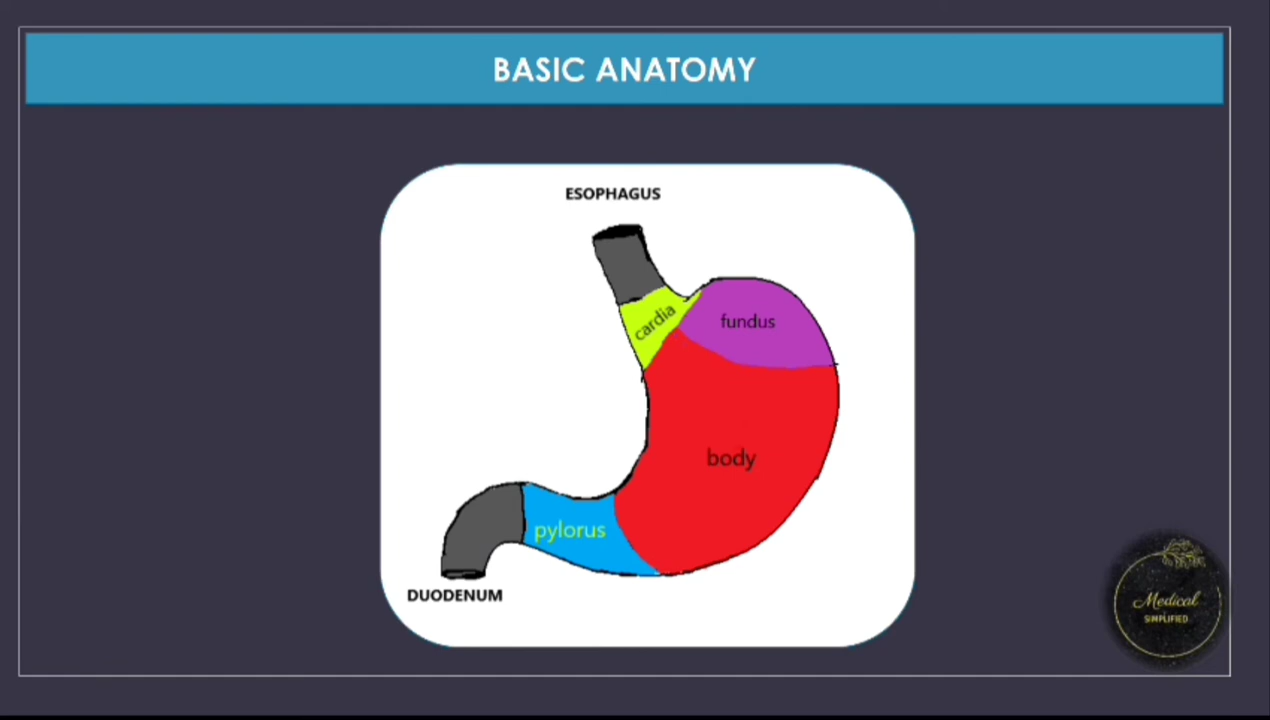 BASIC ANATOMY
ESOPHAGUS
cardia
fundus
body
pylorus
DUODENUM
Medical
SIMPLIFIED